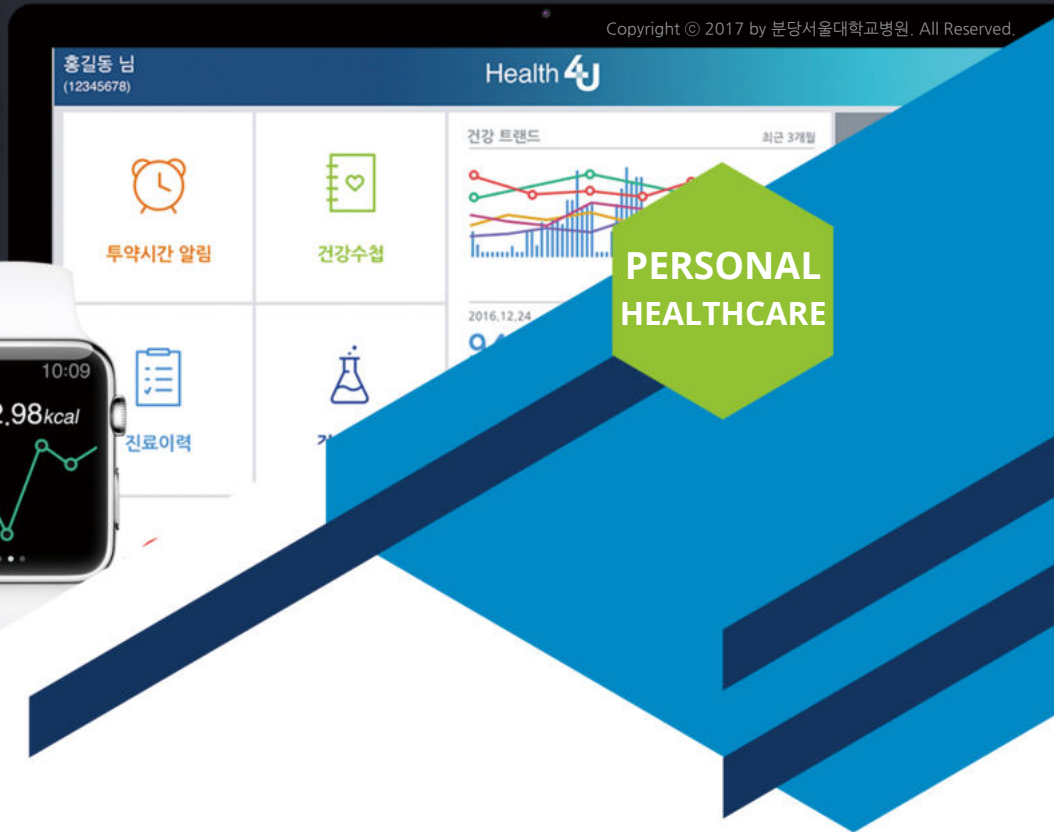 Copyright ⓒ 2017 by 분당서울대학교병원. All Reserved.
홍길동 님
(12345678)
Health 4U
건강 트랜드
최근 3개월
투약시간 알림
건강수첩
PERSONAL
HEALTHCARE
2016.12.24
10:09
2.98kcal
진료이력